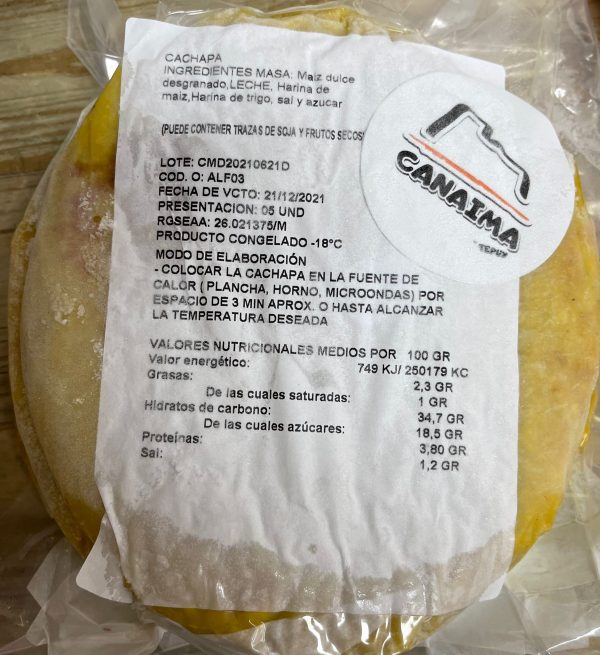 CACHAPA
INGREDIENTES MASA: Maiz dulce
desgranado, LECHE, Harina de
maiz,Harina de trigo, sal y azucar
(PUEDE CONTENER TRAZAS DE SOJA Y FRUTOS SECOS
CANAIMA
TEPUY
LOTE: CMD20210621D
COD. O: ALF03
FECHA DE VCTO: 21/12/2021
PRESENTACION: 05 UND
RGSEAA: 26.021375/M
PRODUCTO CONGELADO -18°C
MODO DE ELABORACIÓN
- COLOCAR LA CACHAPA EN LA FUENTE DE
CALOR ( PLANCHA, HORNO, MICROONDAS) POR
ESPACIO DE 3 MIN APROX. O HASTA ALCANZAR
LA TEMPERATURA DESEADA
VALORES NUTRICIONALES MEDIOS POR 100 GR
Valor energético: 749 KJ/ 250179 KC
Grasas: 2,3 GR
De las cuales saturadas: 1 GR
Hidratos de carbono: 34,7 GR
De las cuales azúcares: 18,5 GR
Proteínas: 3,80 GR
Sal: 1,2 GR